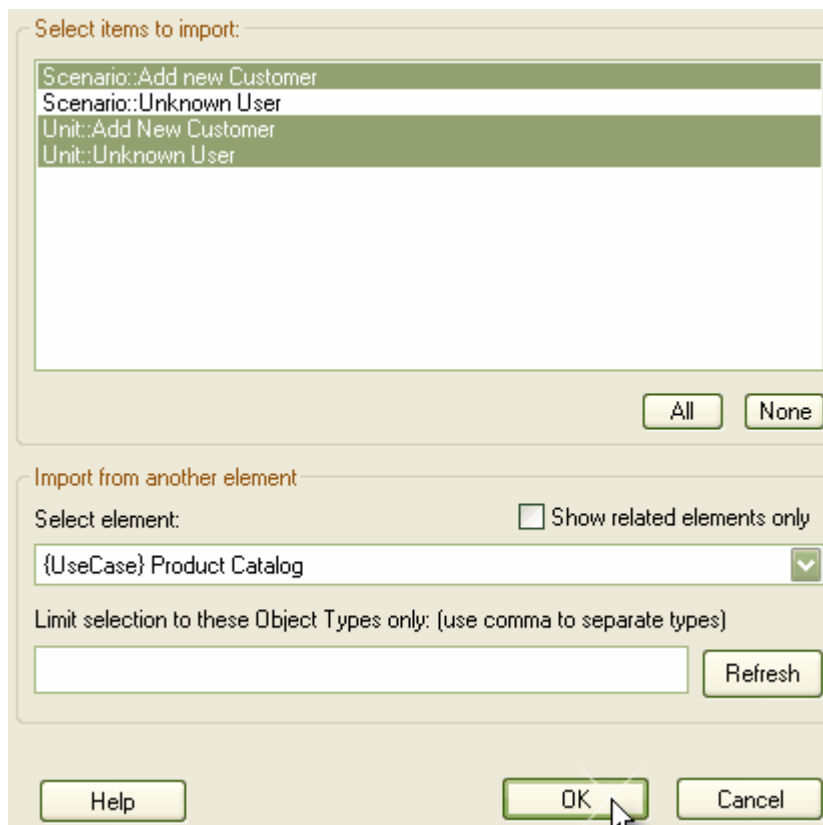 Select items to import:
Scenario::Add new Customer
Scenario::Unknown User
Unit::Add New Customer
Unit::Unknown User
All None
Import from another element
Select element: Show related elements only
{UseCase} Product Catalog
Limit selection to these Object Types only: (use comma to separate types)
Refresh
Help OK Cancel